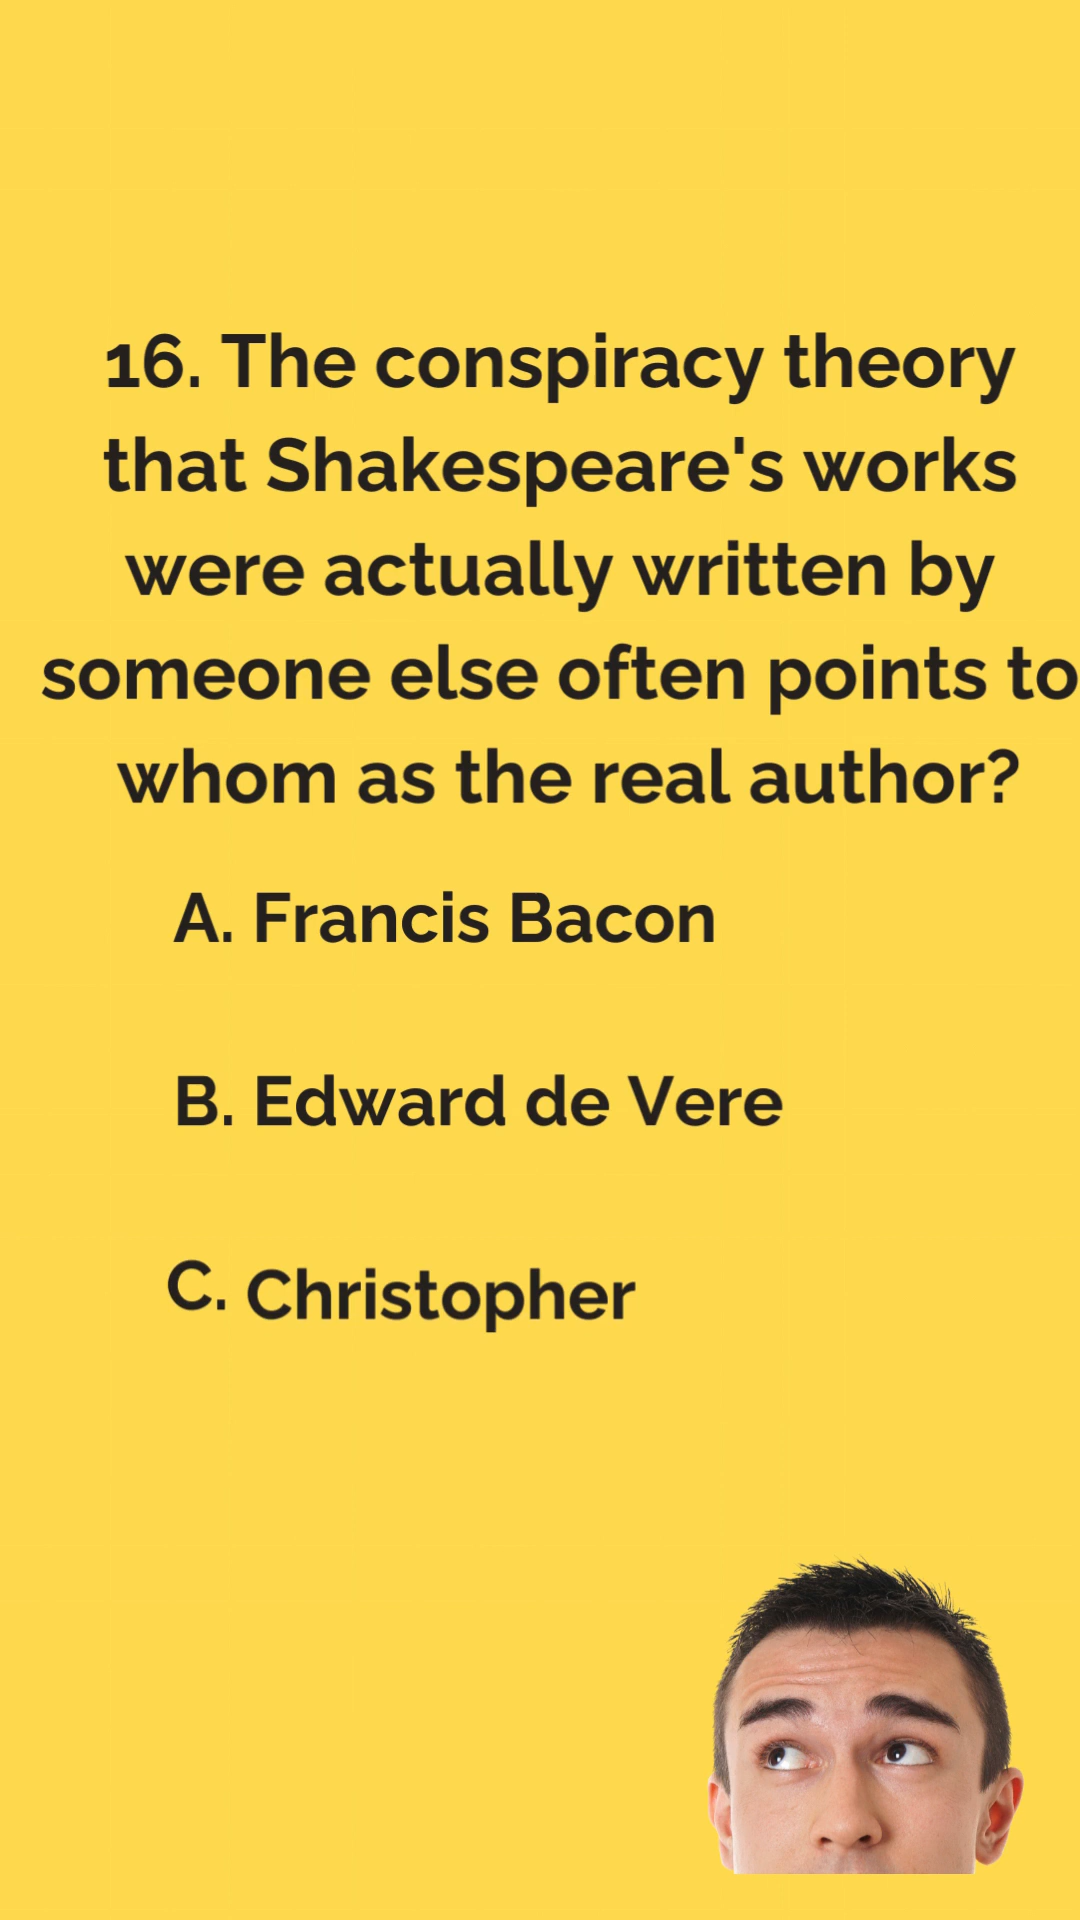 16. The conspiracy theory
that Shakespeare's works
were actually written by
someone else often points to
whom as the real author?
A. Francis Bacon
B. Edward de Vere
C. Christopher